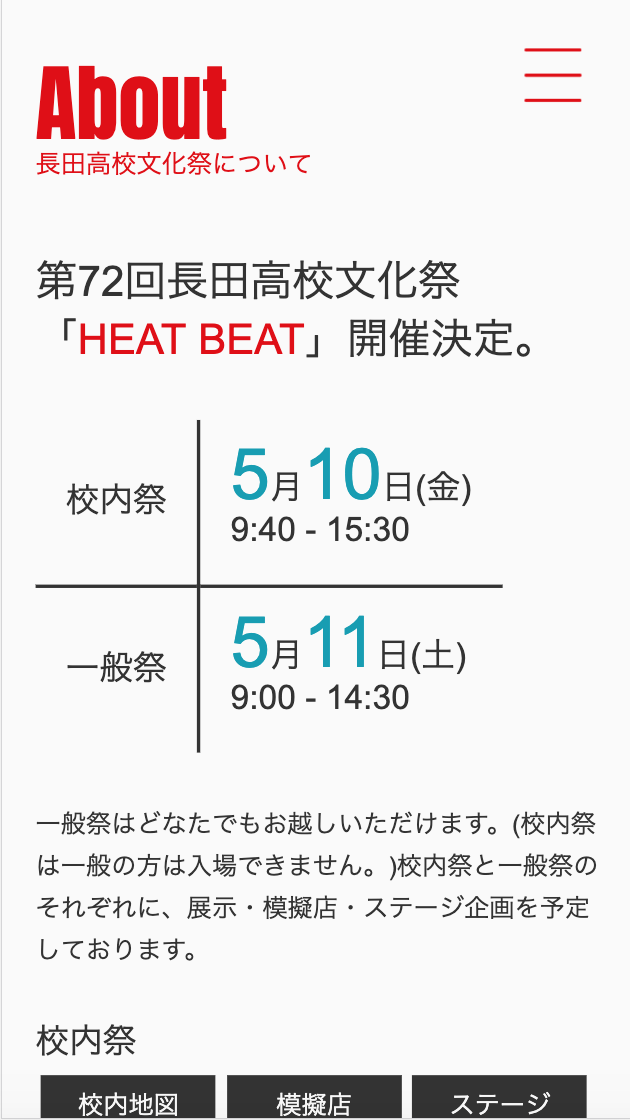 About
長田高校文化祭について
第72回長田高校文化祭
「HEAT BEAT」開催決定。
校内祭
5月10日(金)
9:40 - 15:30
一般祭
5月11日(土)
9:00 - 14:30
一般祭はどなたでもお越しいただけます。(校内祭
は一般の方は入場できません。)校内祭と一般祭の
それぞれに、展示・模擬店・ステージ企画を予定
しております。
校内祭
校内地図 模擬店 ステージ